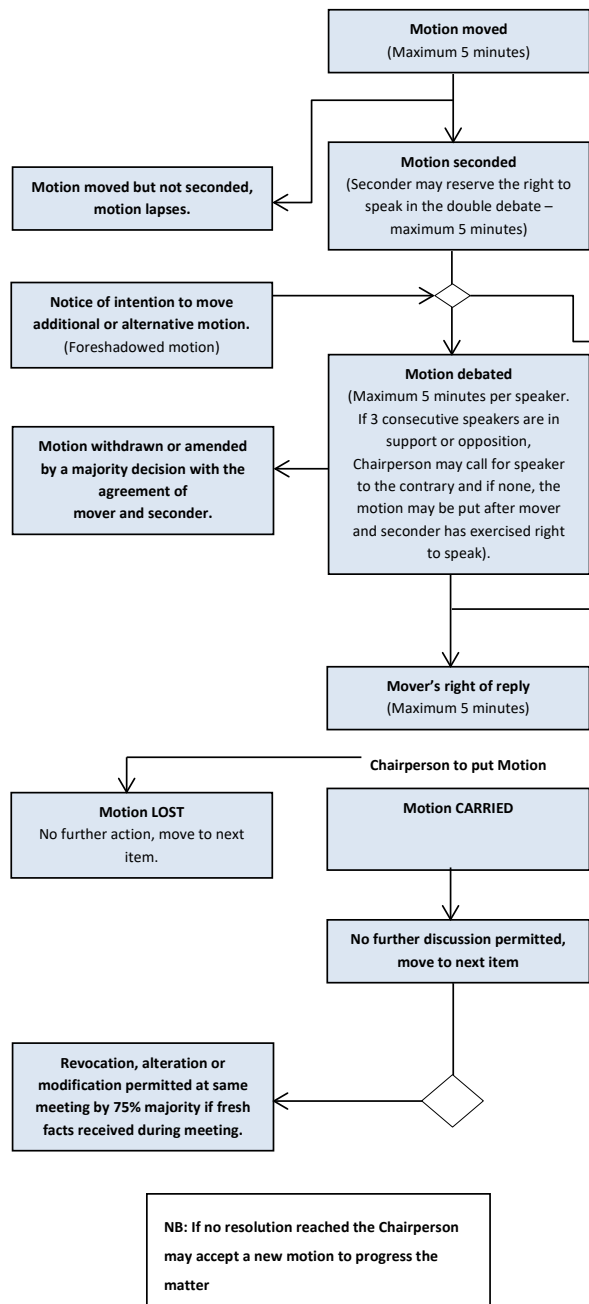 Motion moved
(Maximum 5 minutes)
Motion seconded
(Seconder may reserve the right to
speak in the double debate –
maximum 5 minutes)
Motion moved but not seconded,
motion lapses.
Notice of intention to move
additional or alternative motion.
(Foreshadowed motion)
Motion debated
(Maximum 5 minutes per speaker.
If 3 consecutive speakers are in
support or opposition,
Chairperson may call for speaker
to the contrary and if none, the
motion may be put after mover
and seconder has exercised right
to speak).
Motion withdrawn or amended
by a majority decision with the
agreement of
mover and seconder.
Mover’s right of reply
(Maximum 5 minutes)
Chairperson to put Motion
Motion LOST
No further action, move to next
item.
Motion CARRIED
No further discussion permitted,
move to next item
Revocation, alteration or
modification permitted at same
meeting by 75% majority if fresh
facts received during meeting.
NB: If no resolution reached the Chairperson
may accept a new motion to progress the
matter